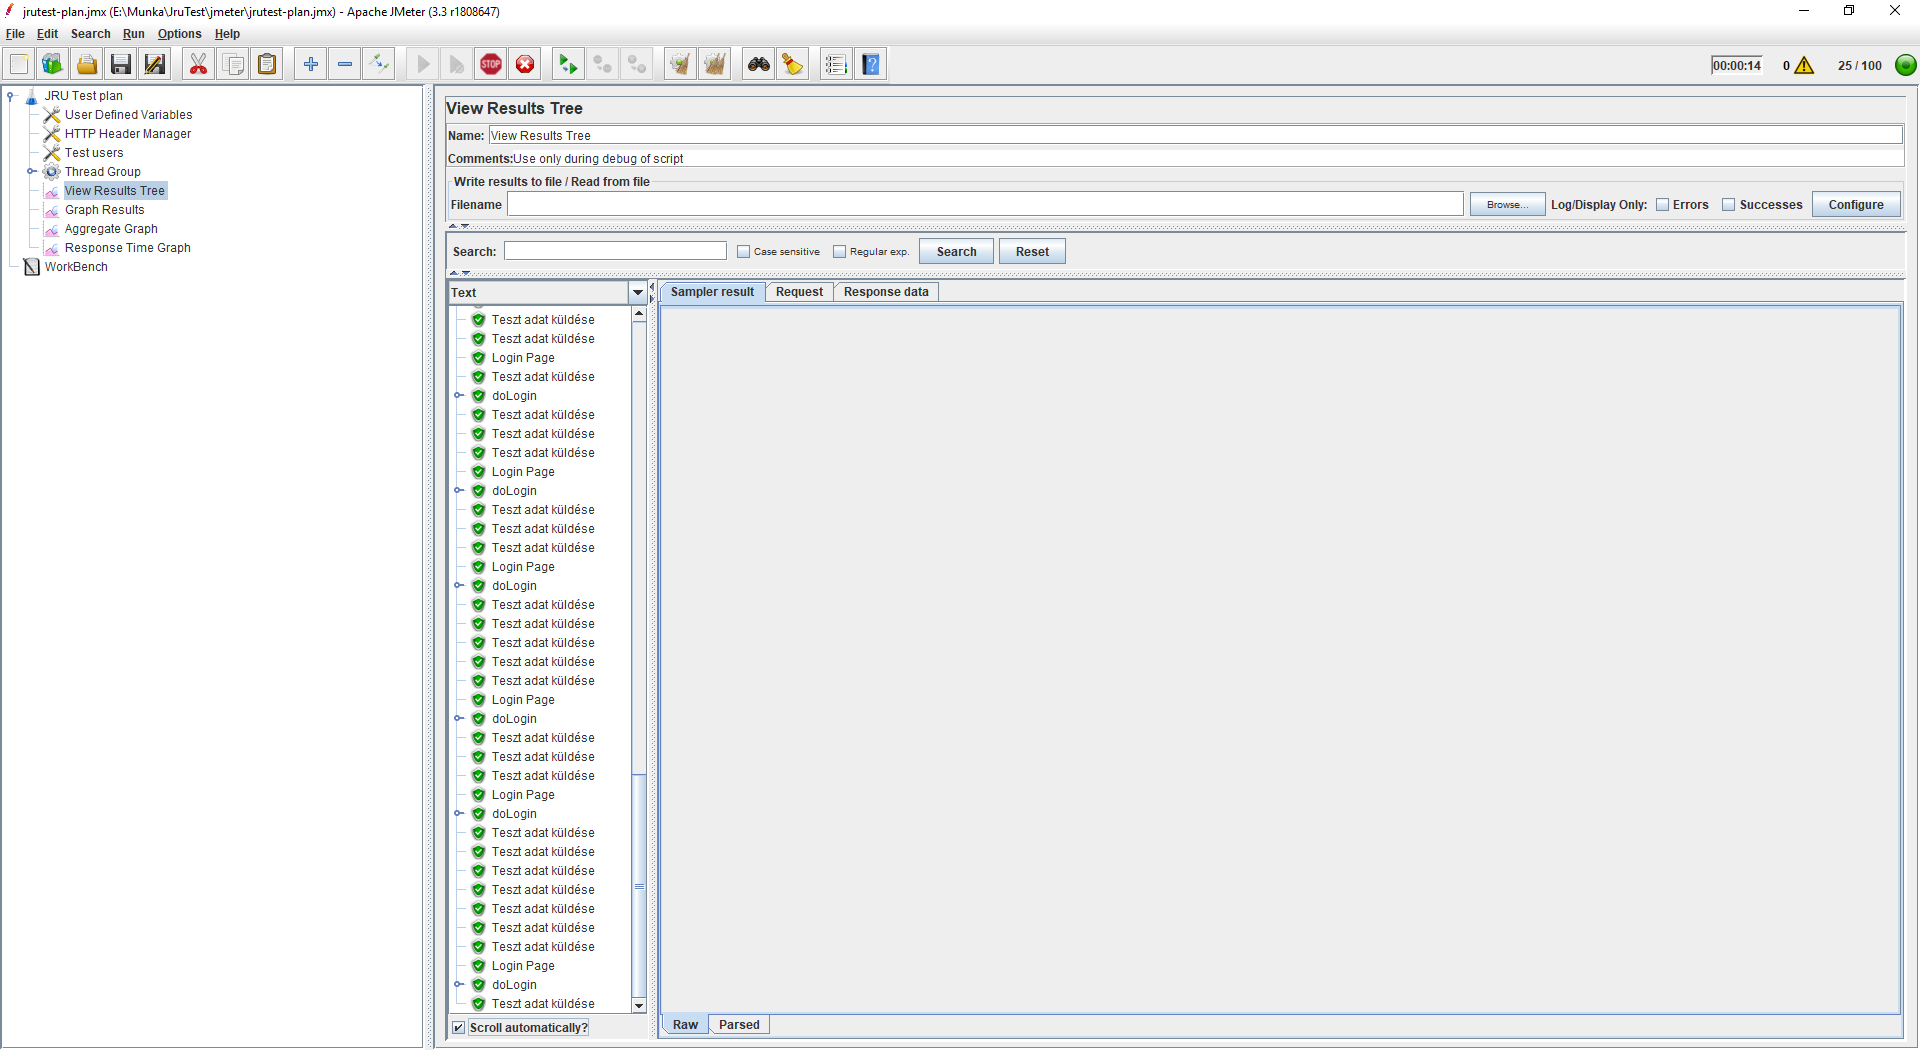 jrutest-plan.jmx (E:\Munka\JruTest\jmeter\jrutest-plan.jmx) - Apache JMeter (3.3 r1808647)
File Edit Search Run Options Help
STOP
00:00:14 0 25 / 100
JRU Test plan
User Defined Variables
HTTP Header Manager
Test users
Thread Group
View Results Tree
Graph Results
Aggregate Graph
Response Time Graph
WorkBench
View Results Tree
Name: View Results Tree
Comments: Use only during debug of script
Write results to file / Read from file
Filename Browse... Log/Display Only: Errors Successes Configure
Search: Case sensitive Regular exp. Search Reset
Text
Sampler result Request Response data
Teszt adat küldése
Teszt adat küldése
Login Page
Teszt adat küldése
doLogin
Teszt adat küldése
Teszt adat küldése
Teszt adat küldése
Login Page
doLogin
Teszt adat küldése
Teszt adat küldése
Teszt adat küldése
Login Page
doLogin
Teszt adat küldése
Teszt adat küldése
Teszt adat küldése
Teszt adat küldése
Teszt adat küldése
Login Page
doLogin
Teszt adat küldése
Teszt adat küldése
Teszt adat küldése
Login Page
doLogin
Teszt adat küldése
Teszt adat küldése
Teszt adat küldése
Teszt adat küldése
Teszt adat küldése
Teszt adat küldése
Teszt adat küldése
Login Page
doLogin
Teszt adat küldése
Scroll automatically?
Raw Parsed